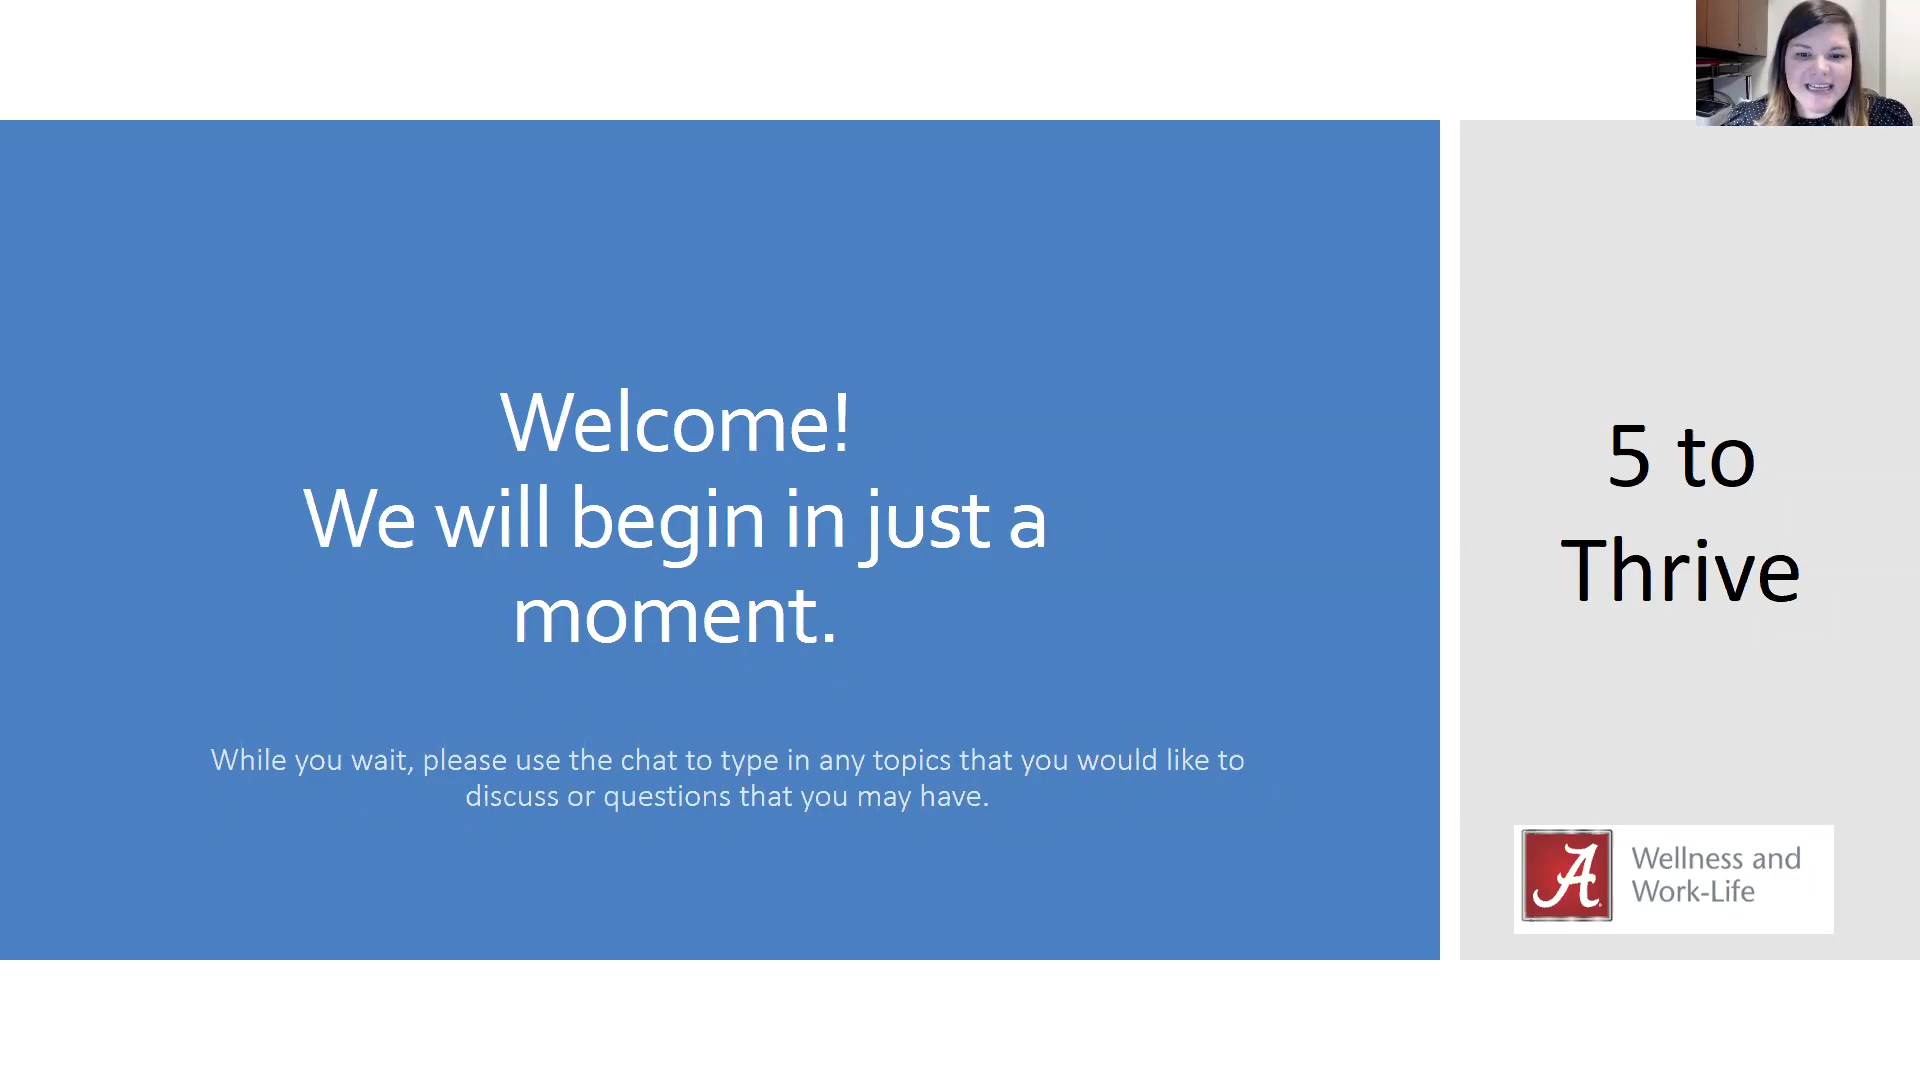 Welcome!
We will begin in just a
moment.
While you wait, please use the chat to type in any topics that you would like to
discuss or questions that you may have.
5 to
Thrive
A
Wellness and
Work-Life